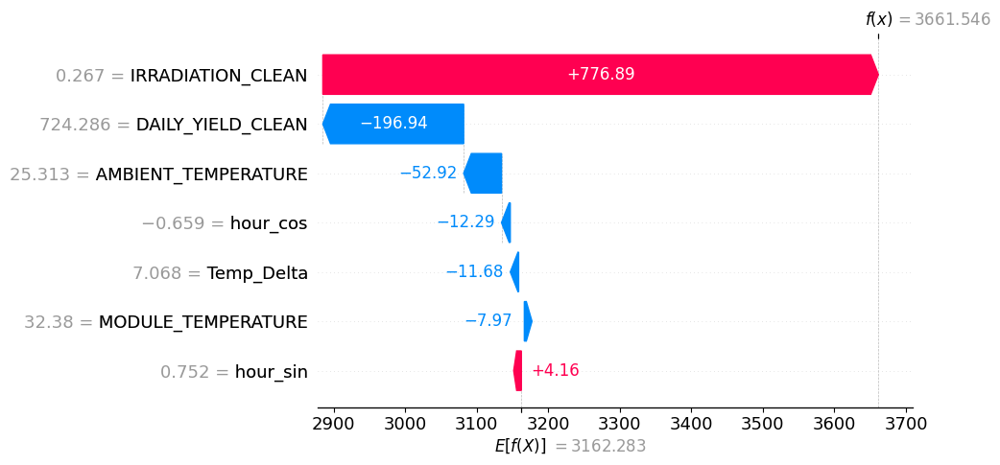 f(x) = 3661.546
0.267 = IRRADIATION_CLEAN
+776.89
724.286 = DAILY_YIELD_CLEAN
−196.94
25.313 = AMBIENT_TEMPERATURE
−52.92
−0.659 = hour_cos
−12.29
7.068 = Temp_Delta
−11.68
32.38 = MODULE_TEMPERATURE
−7.97
0.752 = hour_sin
+4.16
2900 3000 3100 3200 3300 3400 3500 3600 3700
E[f(X)] = 3162.283